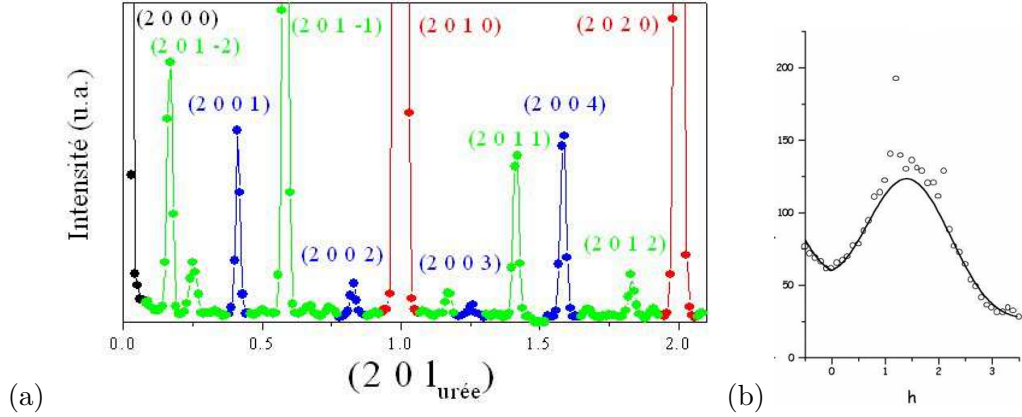 (2 0 0 0)
(2 0 1 -2)
(2 0 0 1)
(2 0 1 -1)
(2 0 0 2)
(2 0 1 0)
(2 0 0 3)
(2 0 1 1)
(2 0 0 4)
(2 0 1 2)
(2 0 2 0)
Intensité (u.a.)
0.0 0.5 1.0 1.5 2.0
(2 0 l urée)
(a)
200
150
100
50
0
0 1 2 3
h
(b)